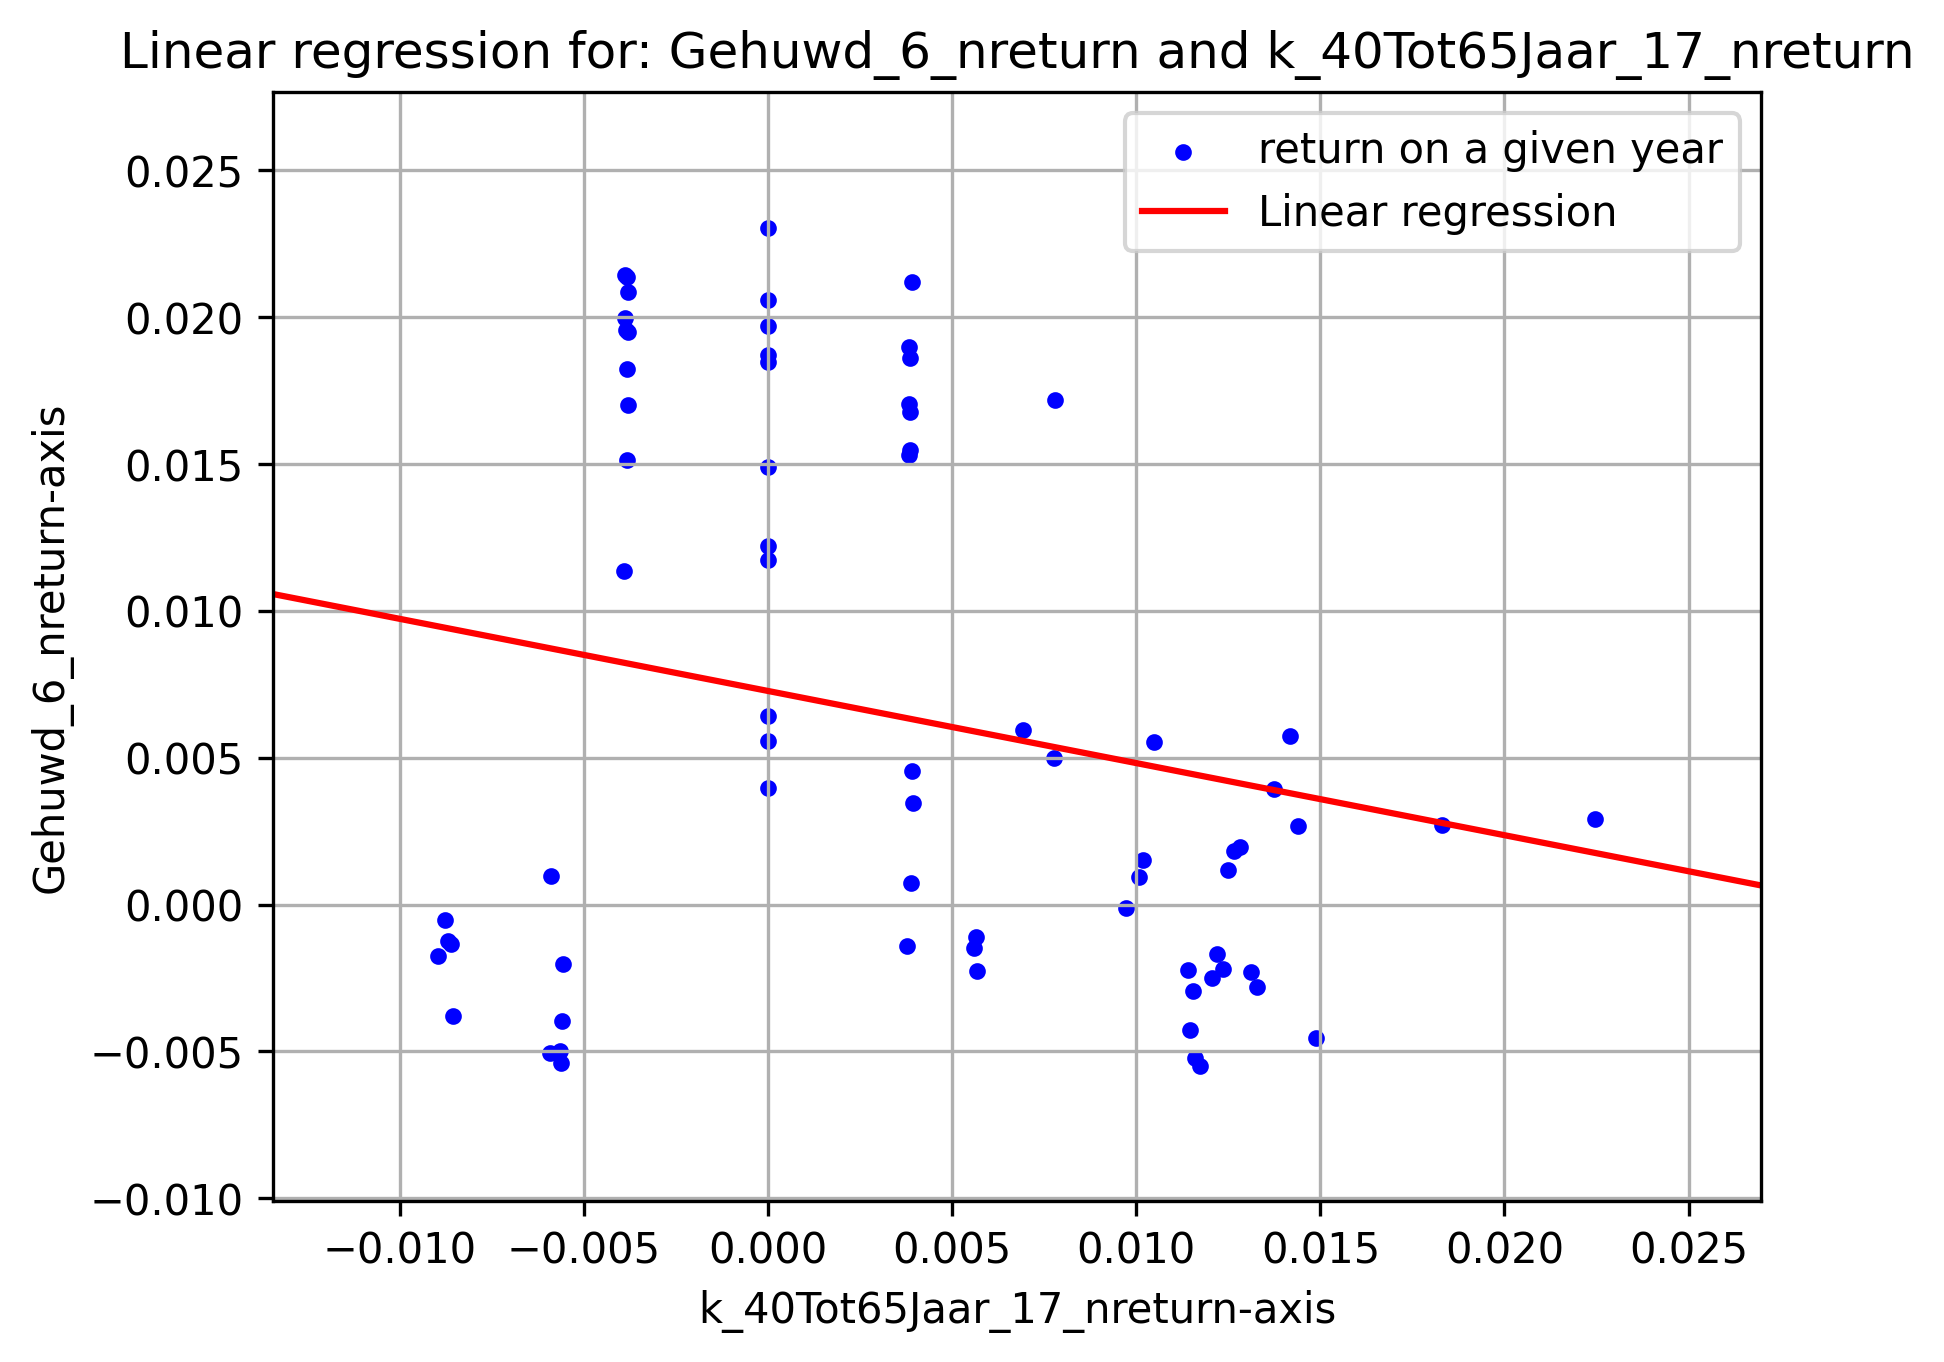 Linear regression for: Gehuwd_6_nreturn and k_40Tot65Jaar_17_nreturn
return on a given year
Linear regression
0.025
0.020
0.015
0.010
0.005
0.000
−0.005
−0.010
Gehuwd_6_nreturn-axis
−0.010 −0.005 0.000 0.005 0.010 0.015 0.020 0.025
k_40Tot65Jaar_17_nreturn-axis